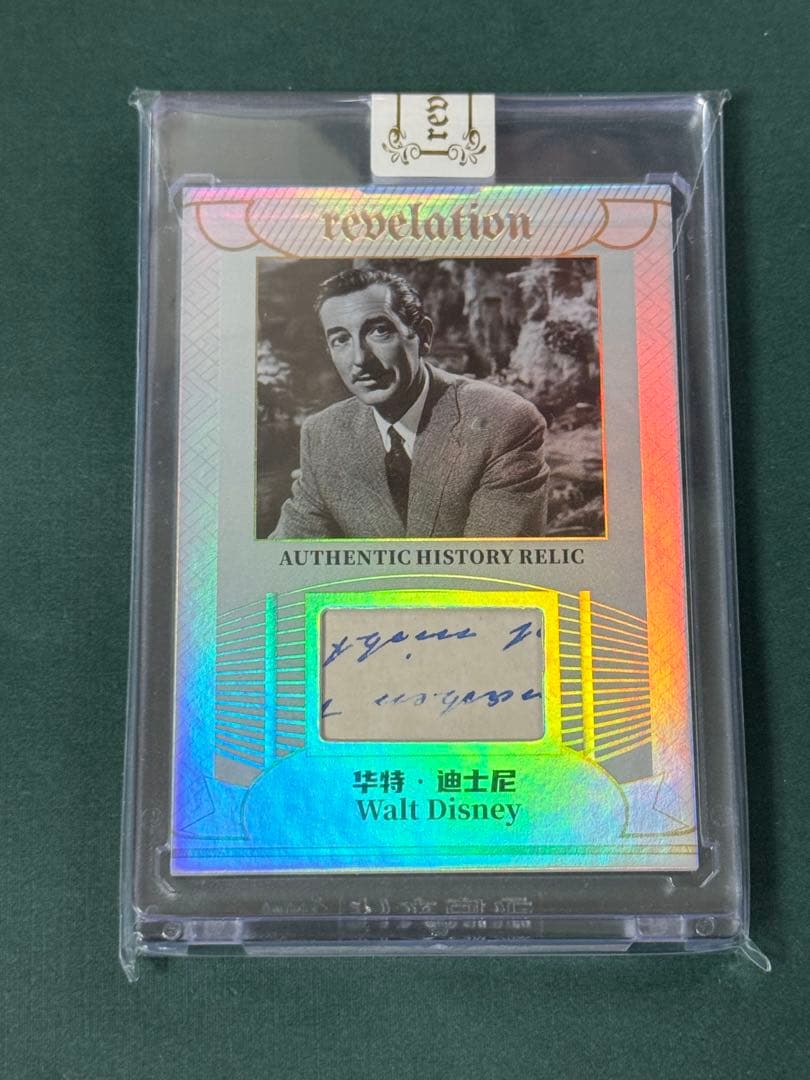 rev
revelation
AUTHENTIC HISTORY RELIC
华特·迪士尼
Walt Disney